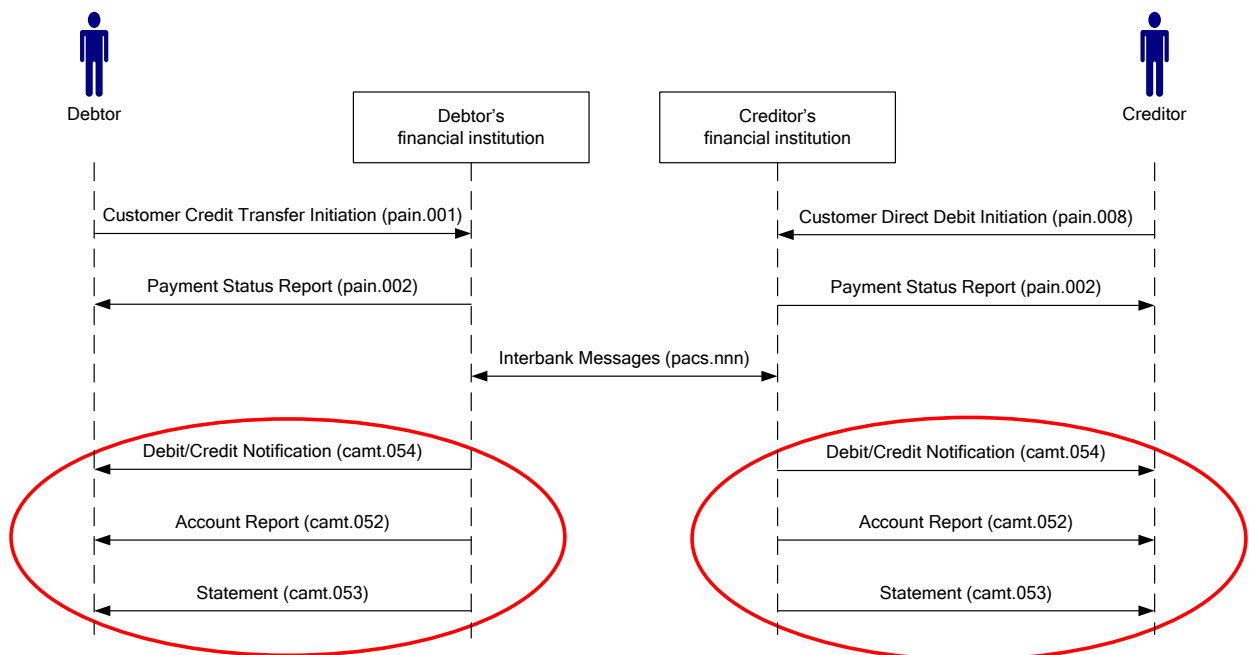 Debtor
Debtor's
financial institution
Creditor's
financial institution
Creditor
Customer Credit Transfer Initiation (pain.001)
Customer Direct Debit Initiation (pain.008)
Payment Status Report (pain.002)
Payment Status Report (pain.002)
Interbank Messages (pacs.nnn)
Debit/Credit Notification (camt.054)
Debit/Credit Notification (camt.054)
Account Report (camt.052)
Account Report (camt.052)
Statement (camt.053)
Statement (camt.053)